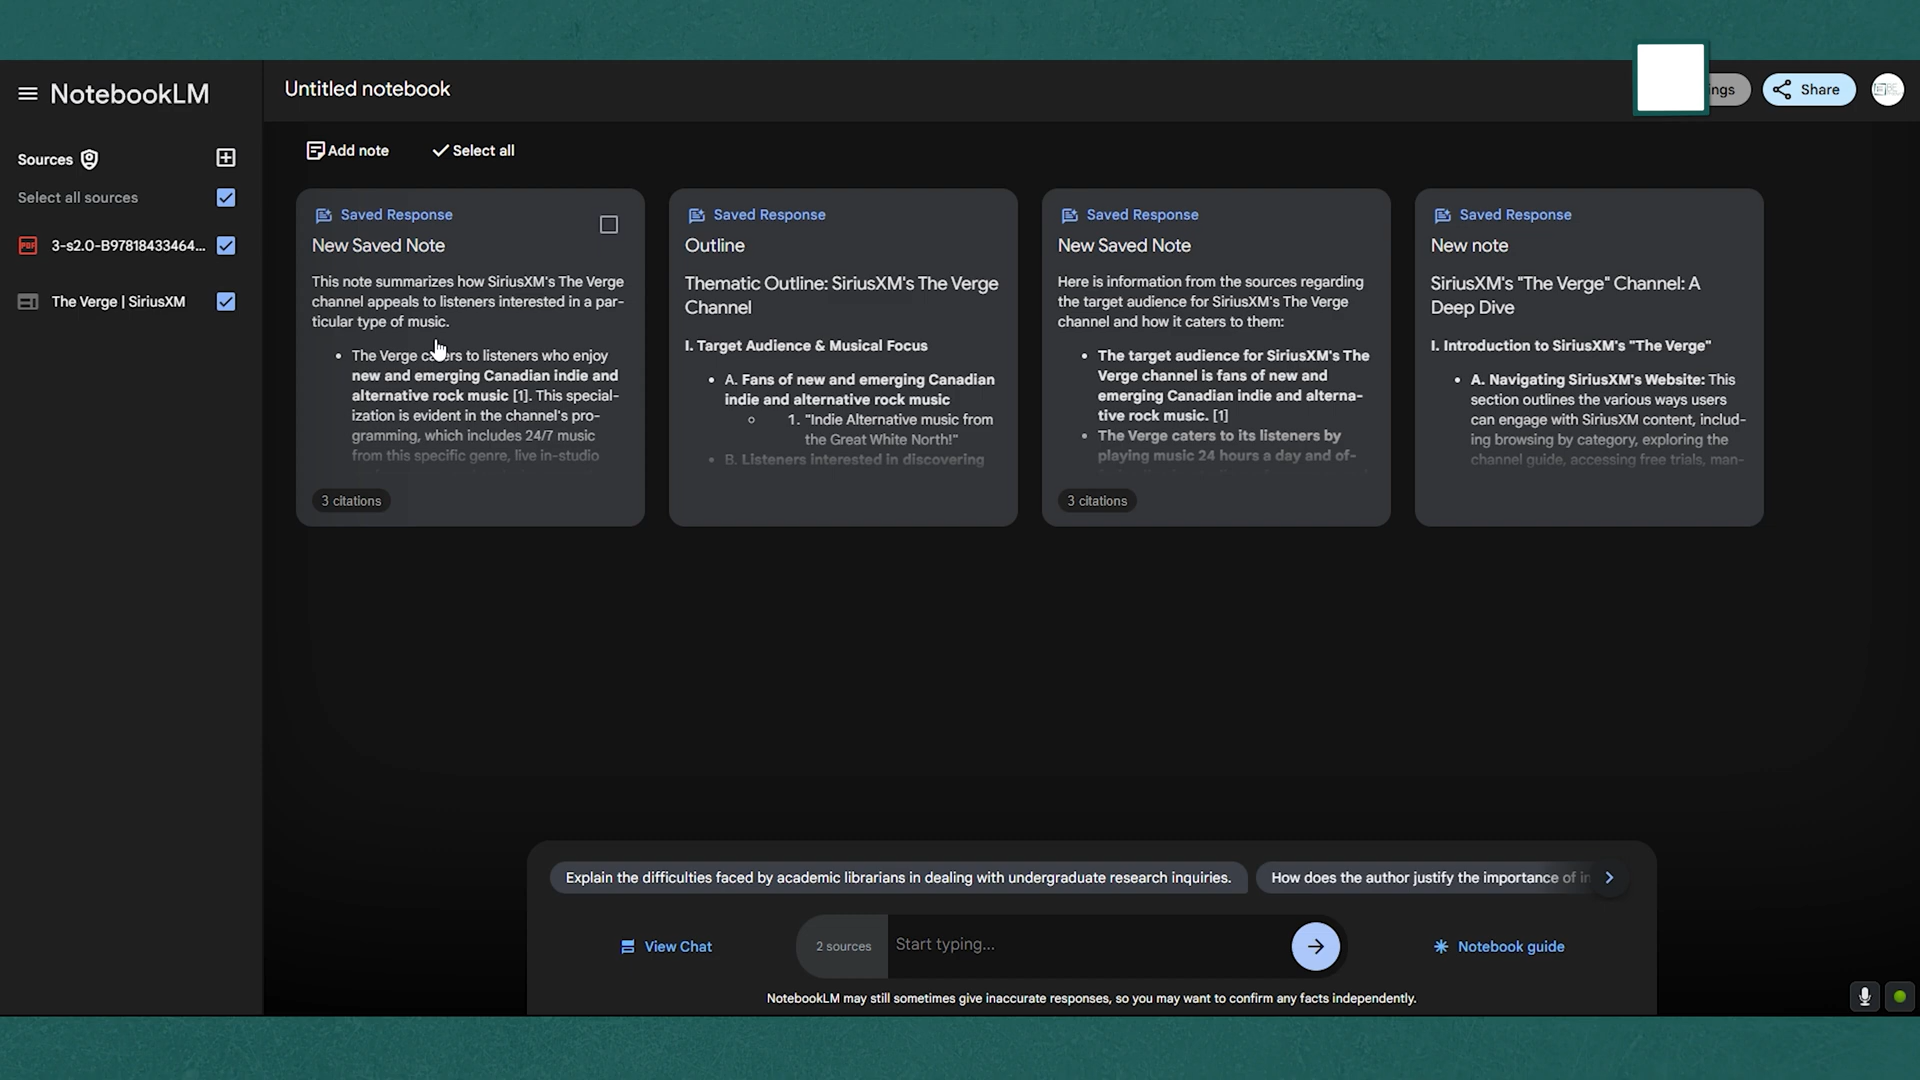 NotebookLM
Untitled notebook
ings
Share
Sources
Select all sources
3-s2.0-B97818433464...
The Verge | SiriusXM
Add note
Select all
Saved Response
New Saved Note
This note summarizes how SiriusXM's The Verge
channel appeals to listeners interested in a par-
ticular type of music.
• The Verge caters to listeners who enjoy
new and emerging Canadian indie and
alternative rock music [1]. This special-
ization is evident in the channel's pro-
gramming, which includes 24/7 music
from this specific genre, live in-studio
3 citations
Saved Response
Outline
Thematic Outline: SiriusXM's The Verge
Channel
I. Target Audience & Musical Focus
• A. Fans of new and emerging Canadian
indie and alternative rock music
○ 1. "Indie Alternative music from
the Great White North!"
• B. Listeners interested in discovering
Saved Response
New Saved Note
Here is information from the sources regarding
the target audience for SiriusXM's The Verge
channel and how it caters to them:
• The target audience for SiriusXM's The
Verge channel is fans of new and
emerging Canadian indie and alterna-
tive rock music. [1]
• The Verge caters to its listeners by
playing music 24 hours a day and of-
3 citations
Saved Response
New note
SiriusXM's "The Verge" Channel: A
Deep Dive
I. Introduction to SiriusXM's "The Verge"
• A. Navigating SiriusXM's Website: This
section outlines the various ways users
can engage with SiriusXM content, includ-
ing browsing by category, exploring the
channel guide, accessing free trials, man-
Explain the difficulties faced by academic librarians in dealing with undergraduate research inquiries.
How does the author justify the importance of in
View Chat
2 sources
Start typing...
Notebook guide
NotebookLM may still sometimes give inaccurate responses, so you may want to confirm any facts independently.